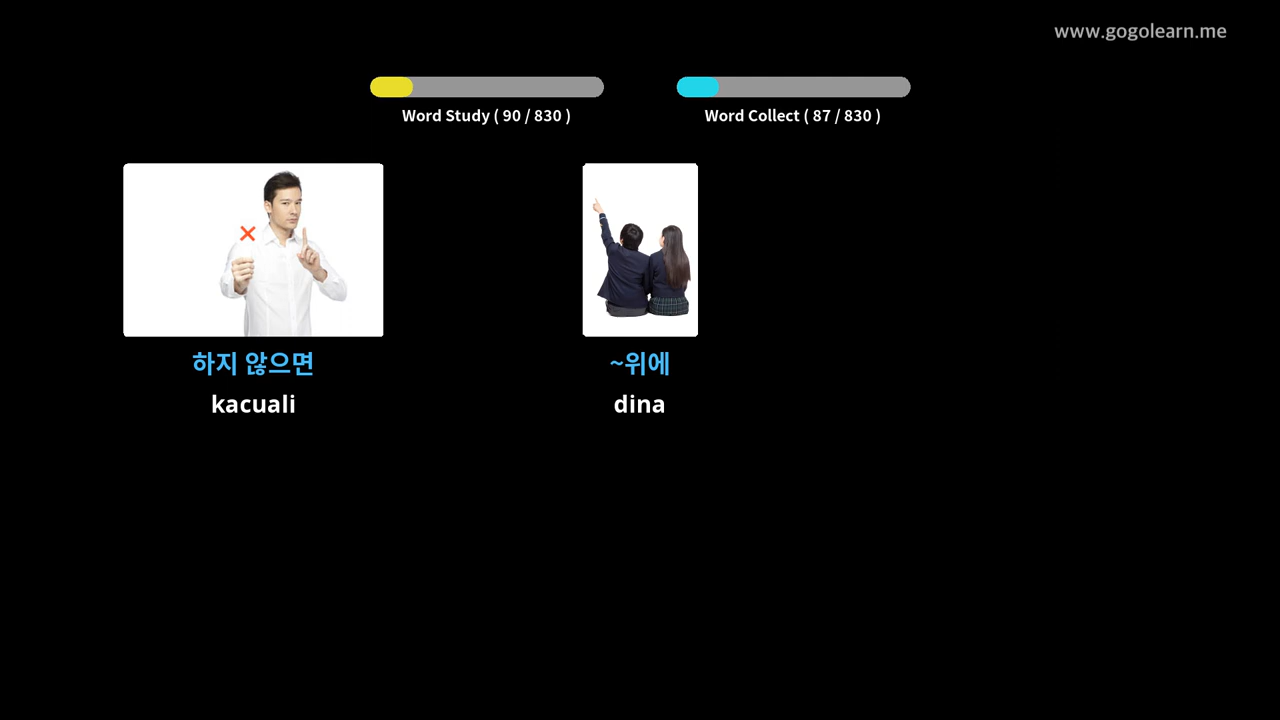 www.gogolearn.me
Word Study ( 90 / 830 )
Word Collect ( 87 / 830 )
하지 않으면
kacuali
~위에
dina